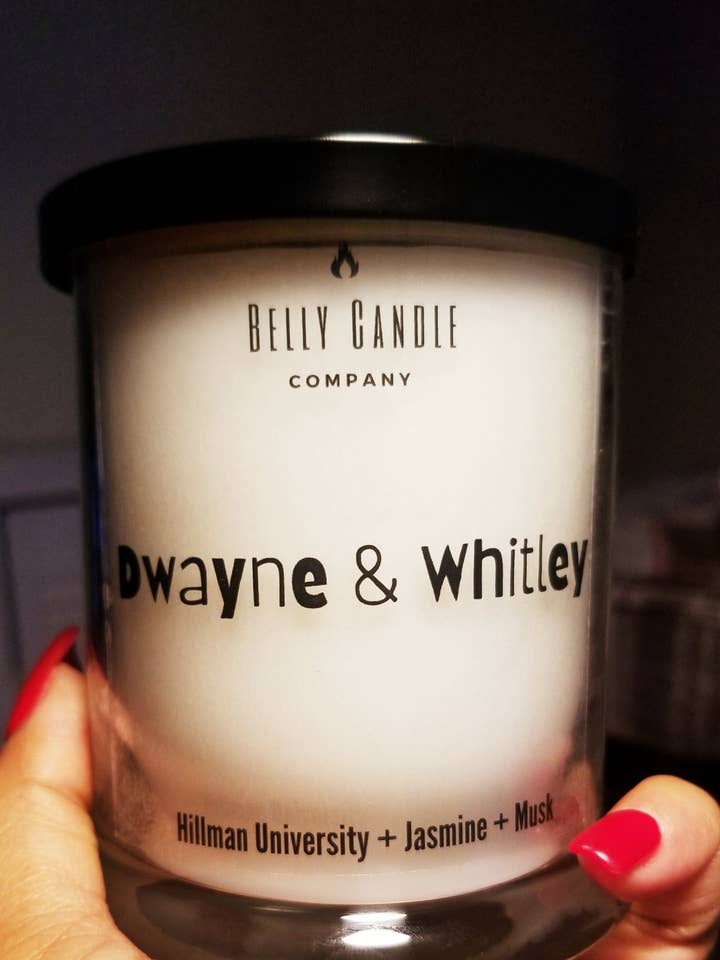 BELLY CANDLE
COMPANY
Dwayne & Whitley
Hillman University + Jasmine + Musk